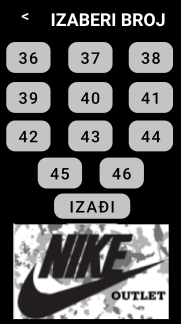 < IZABERI BROJ
36 37 38
39 40 41
42 43 44
45 46
IZAĐI
NIKE
OUTLET